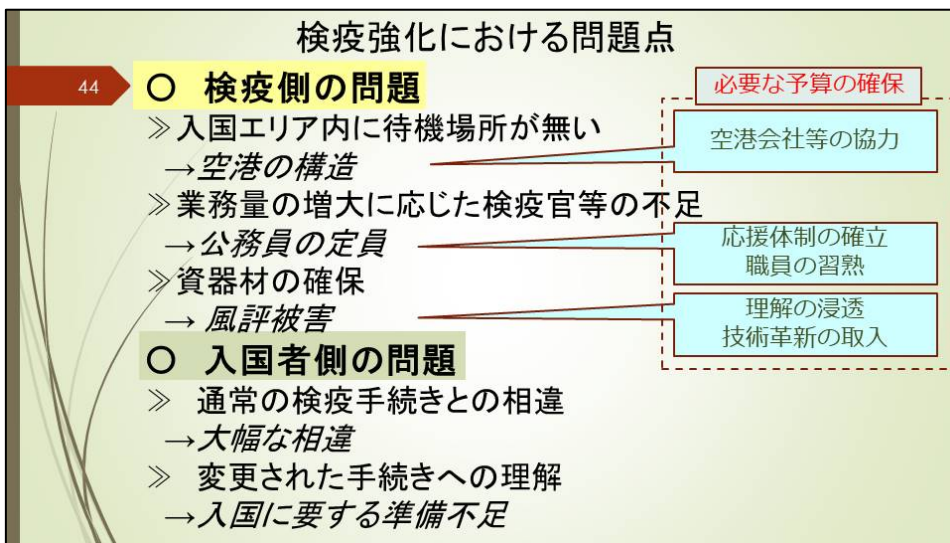 検疫強化における問題点
44
〇 検疫側の問題
≫入国エリア内に待機場所が無い
→空港の構造
≫業務量の増大に応じた検疫官等の不足
→公務員の定員
≫資器材の確保
→ 風評被害
〇 入国者側の問題
≫ 通常の検疫手続きとの相違
→大幅な相違
≫ 変更された手続きへの理解
→入国に要する準備不足
必要な予算の確保
空港会社等の協力
応援体制の確立
職員の習熟
理解の浸透
技術革新の取入